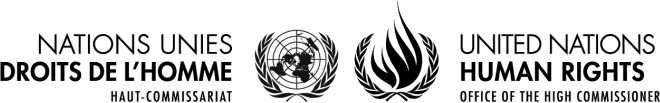 NATIONS UNIES
DROITS DE L'HOMME
HAUT-COMMISSARIAT
UNITED NATIONS
HUMAN RIGHTS
OFFICE OF THE HIGH COMMISSIONER